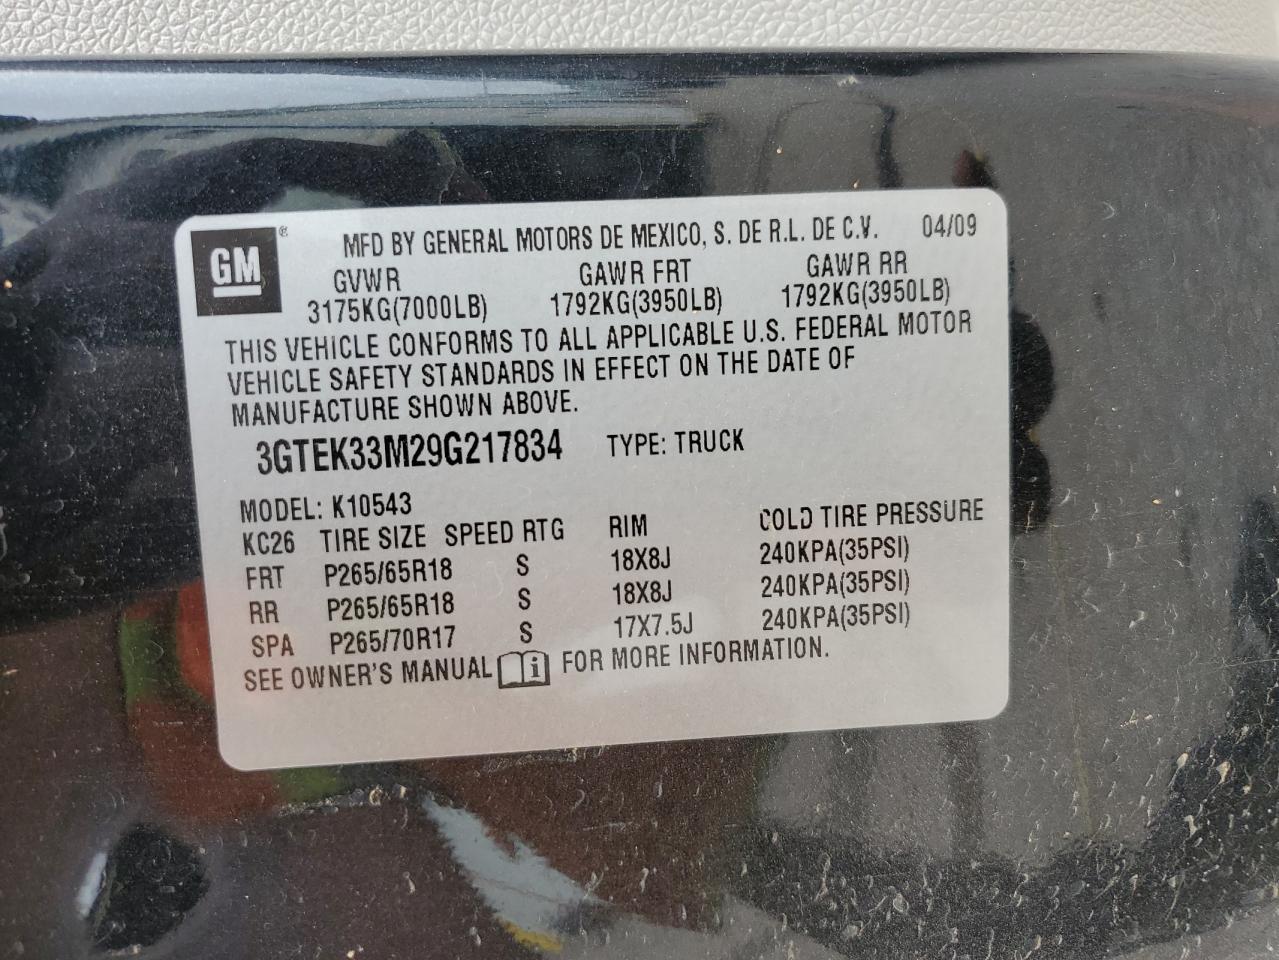 GM ® MFD BY GENERAL MOTORS DE MEXICO, S. DE R.L. DE C.V. 04/09
GVWR GAWR FRT GAWR RR
3175KG(7000LB) 1792KG(3950LB) 1792KG(3950LB)
THIS VEHICLE CONFORMS TO ALL APPLICABLE U.S. FEDERAL MOTOR
VEHICLE SAFETY STANDARDS IN EFFECT ON THE DATE OF
MANUFACTURE SHOWN ABOVE.
3GTEK33M29G217834 TYPE: TRUCK
MODEL: K10543
KC26 TIRE SIZE SPEED RTG RIM COLD TIRE PRESSURE
FRT P265/65R18 S 18X8J 240KPA(35PSI)
RR P265/65R18 S 18X8J 240KPA(35PSI)
SPA P265/70R17 S 17X7.5J 240KPA(35PSI)
SEE OWNER'S MANUAL i FOR MORE INFORMATION.